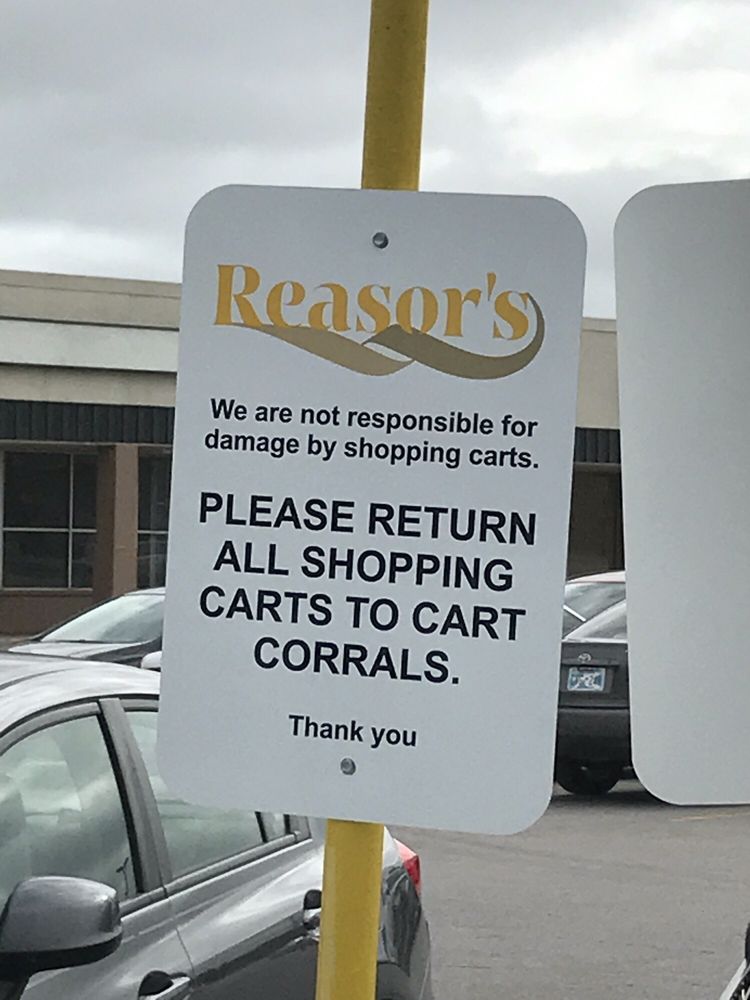 Reasor's
We are not responsible for
damage by shopping carts.
PLEASE RETURN
ALL SHOPPING
CARTS TO CART
CORRALS.
Thank you